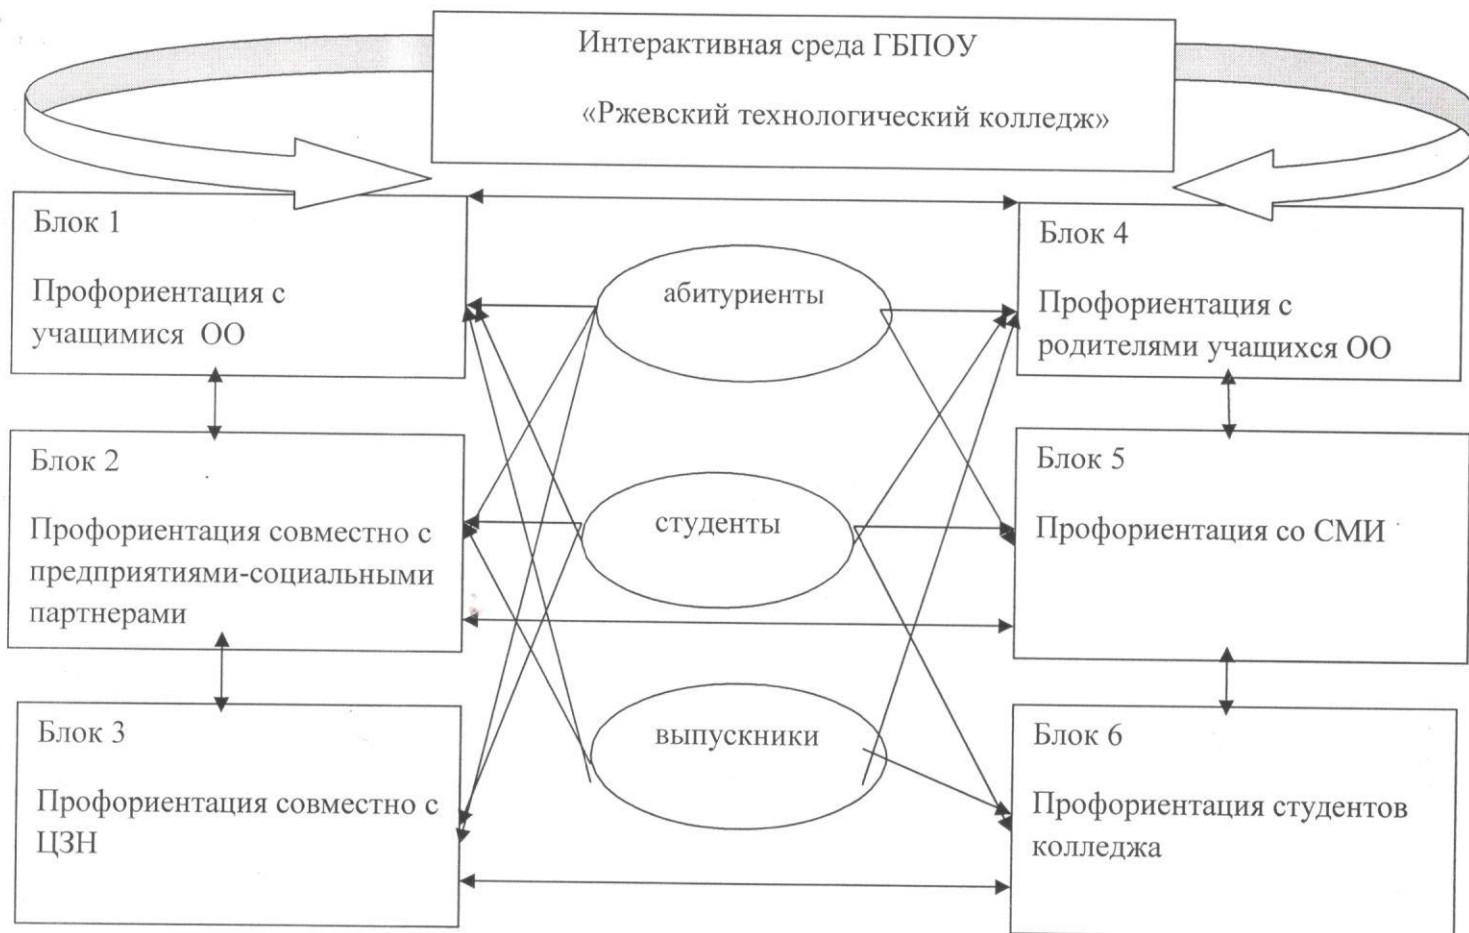 Интерактивная среда ГБПОУ
«Ржевский технологический колледж»
Блок 1
Профориентация с
учащимися ОО
Блок 2
Профориентация совместно с
предприятиями-социальными
партнерами
Блок 3
Профориентация совместно с
ЦЗН
абитуриенты
студенты
выпускники
Блок 4
Профориентация с
родителями учащихся ОО
Блок 5
Профориентация со СМИ
Блок 6
Профориентация студентов
колледжа